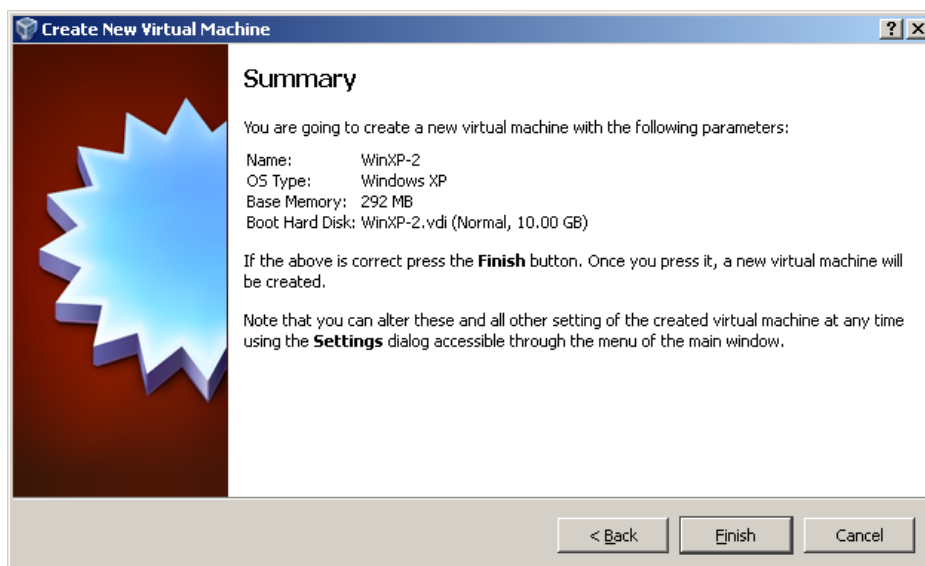 Create New Virtual Machine
Summary
You are going to create a new virtual machine with the following parameters:
Name: WinXP-2
OS Type: Windows XP
Base Memory: 292 MB
Boot Hard Disk: WinXP-2.vdi (Normal, 10.00 GB)
If the above is correct press the Finish button. Once you press it, a new virtual machine will
be created.
Note that you can alter these and all other setting of the created virtual machine at any time
using the Settings dialog accessible through the menu of the main window.
< Back Finish Cancel